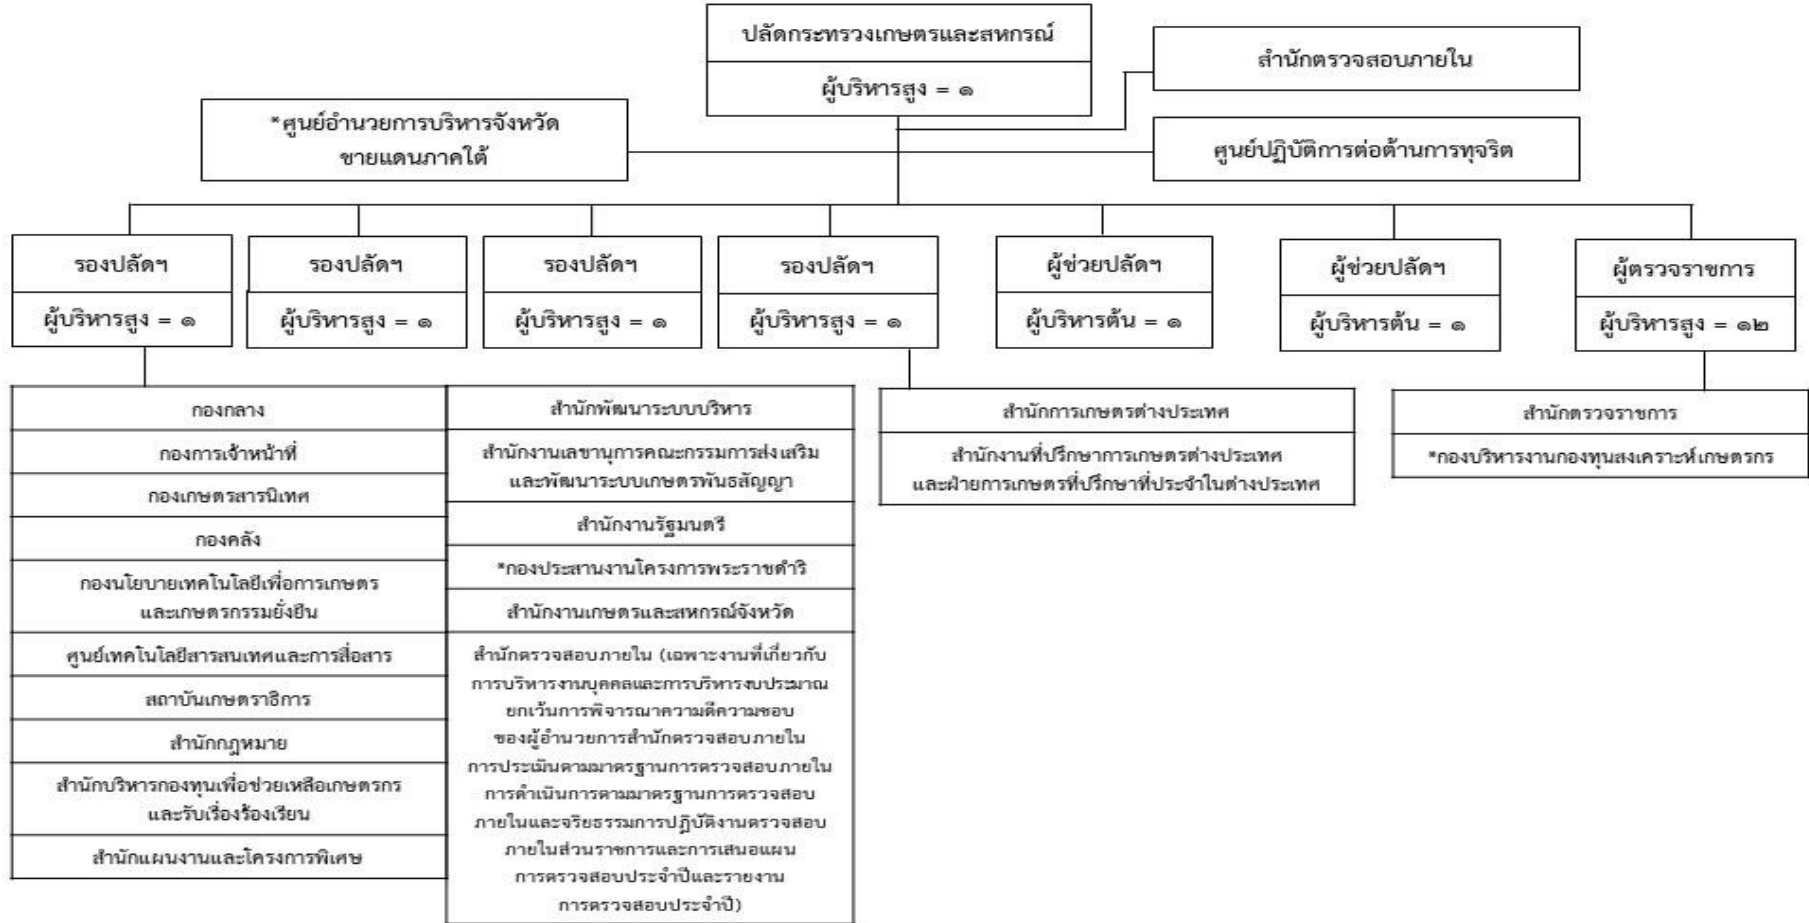 ปลัดกระทรวงเกษตรและสหกรณ์
ผู้บริหารสูง = ๑
สำนักตรวจสอบภายใน
*ศูนย์อำนวยการบริหารจังหวัด
ชายแดนภาคใต้
ศูนย์ปฏิบัติการต่อต้านการทุจริต
รองปลัดฯ
ผู้บริหารสูง = ๑
รองปลัดฯ
ผู้บริหารสูง = ๑
รองปลัดฯ
ผู้บริหารสูง = ๑
รองปลัดฯ
ผู้บริหารสูง = ๑
ผู้ช่วยปลัดฯ
ผู้บริหารต้น = ๑
ผู้ช่วยปลัดฯ
ผู้บริหารต้น = ๑
ผู้ตรวจราชการ
ผู้บริหารสูง = ๑๒
กองกลาง
กองการเจ้าหน้าที่
กองเกษตรสารนิเทศ
กองคลัง
กองนโยบายเทคโนโลยีเพื่อการเกษตร
และเกษตรกรรมยั่งยืน
ศูนย์เทคโนโลยีสารสนเทศและการสื่อสาร
สถาบันเกษตราธิการ
สำนักกฎหมาย
สำนักบริหารกองทุนเพื่อช่วยเหลือเกษตรกร
และรับเรื่องร้องเรียน
สำนักแผนงานและโครงการพิเศษ
สำนักพัฒนาระบบบริหาร
สำนักงานเลขานุการคณะกรรมการส่งเสริม
และพัฒนาระบบเกษตรพันธสัญญา
สำนักงานรัฐมนตรี
*กองประสานงานโครงการพระราชดำริ
สำนักงานเกษตรและสหกรณ์จังหวัด
สำนักตรวจสอบภายใน (เฉพาะงานที่เกี่ยวกับ
การบริหารงานบุคคลและการบริหารงบประมาณ
ยกเว้นการพิจารณาความดีความชอบ
ของผู้อำนวยการสำนักตรวจสอบภายใน
การประเมินตามมาตรฐานการตรวจสอบภายใน
การดำเนินการตามมาตรฐานการตรวจสอบ
ภายในและจริยธรรมการปฏิบัติงานตรวจสอบ
ภายในส่วนราชการและการเสนอแผน
การตรวจสอบประจำปีและรายงาน
การตรวจสอบประจำปี)
สำนักการเกษตรต่างประเทศ
สำนักงานที่ปรึกษาการเกษตรต่างประเทศ
และฝ่ายการเกษตรที่ปรึกษาที่ประจำในต่างประเทศ
สำนักตรวจราชการ
*กองบริหารงานกองทุนสงเคราะห์เกษตรกร